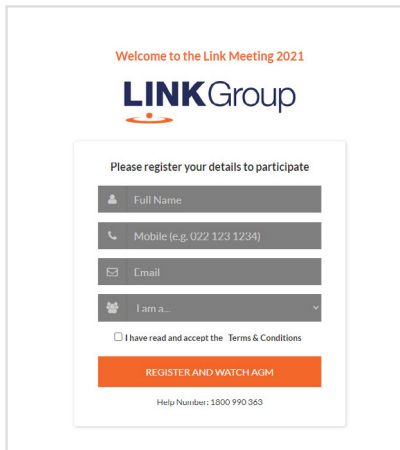 Welcome to the Link Meeting 2021
LINKGroup
Please register your details to participate
Full Name
Mobile (e.g. 022 123 1234)
Email
I am a...
I have read and accept the Terms & Conditions
REGISTER AND WATCH AGM
Help Number: 1800 990 363